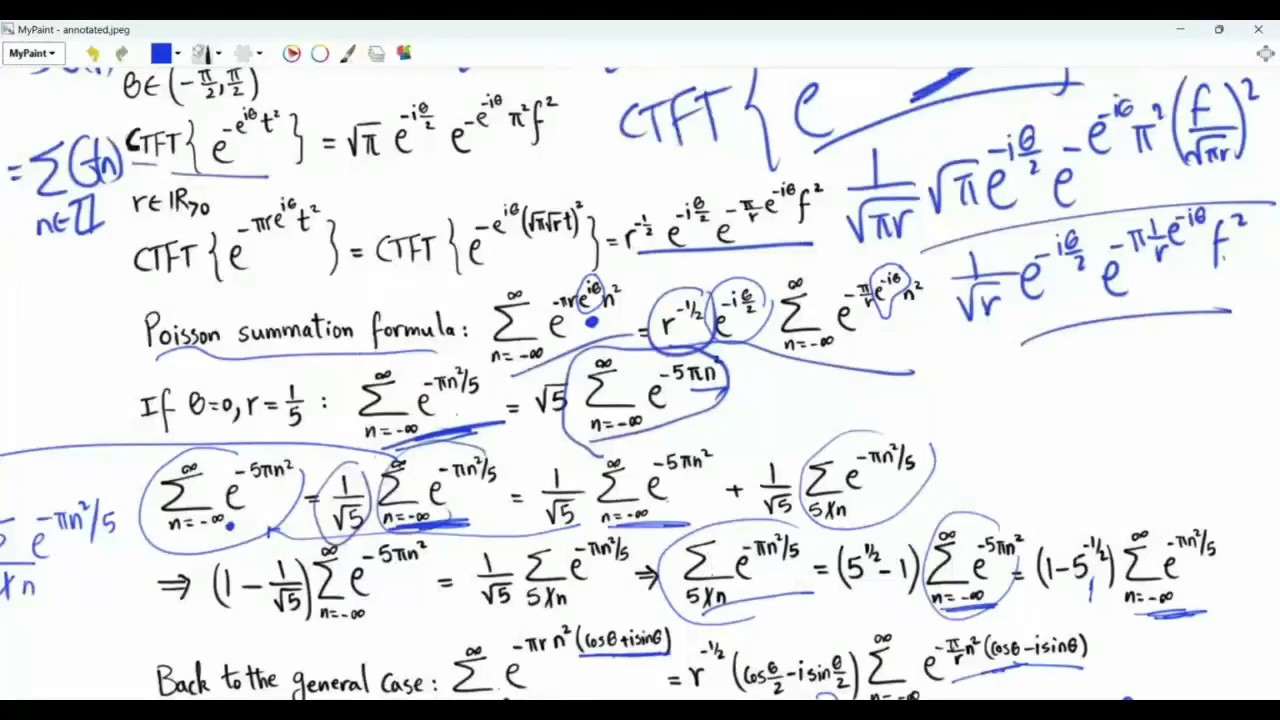 MyPaint - annotated.jpeg
MyPaint
θ∈(-π/2, π/2)
CTFT{e^{-e^{iθ}t²}} = √π e^{-iθ/2} e^{-e^{-iθ}π²f²}
CTFT{e
1/√(πr) √π e^{-iθ/2} e^{-e^{-iθ}π²(f/√(πr))²}
= Σ_{n∈ℤ} (n)
r∈ℝ_{>0}
CTFT{e^{-πre^{iθ}t²}} = CTFT{e^{-e^{iθ}(√π√r t)²}} = r^{-1/2} e^{-iθ/2} e^{-π/r e^{-iθ}f²}
1/√r e^{-iθ/2} e^{-π 1/r e^{-iθ}f²}
Poisson summation formula: Σ_{n=-∞}^{∞} e^{-πre^{iθ}n²} = r^{-1/2} e^{-iθ/2} Σ_{n=-∞}^{∞} e^{-π/r e^{-iθ}n²}
If θ=0, r=1/5 : Σ_{n=-∞}^{∞} e^{-πn²/5} = √5 Σ_{n=-∞}^{∞} e^{-5πn²}
Σ_{n=-∞}^{∞} e^{-5πn²} = 1/√5 Σ_{n=-∞}^{∞} e^{-πn²/5} = 1/√5 Σ_{n=-∞}^{∞} e^{-5πn²} + 1/√5 Σ_{5∤n} e^{-πn²/5}
e^{-πn²/5}
⇒ (1 - 1/√5) Σ_{n=-∞}^{∞} e^{-5πn²} = 1/√5 Σ_{5∤n} e^{-πn²/5} ⇒ Σ_{5∤n} e^{-πn²/5} = (5^{1/2} - 1) Σ_{n=-∞}^{∞} e^{-5πn²} = (1 - 5^{-1/2}) Σ_{n=-∞}^{∞} e^{-πn²/5}
Back to the general case: Σ^{∞} e^{-πrn²(cosθ+isinθ)} = r^{-1/2} (cos θ/2 - i sin θ/2) Σ_{n=-∞}^{∞} e^{-π/r n²(cosθ-isinθ)}